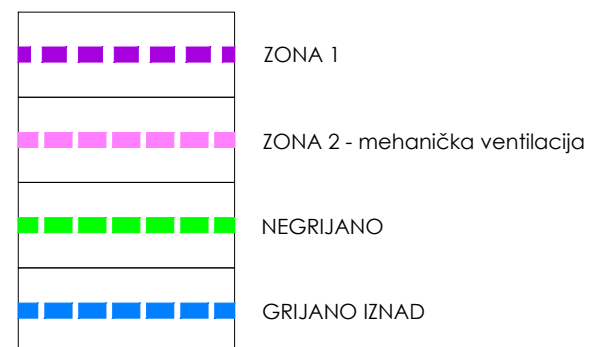 ZONA 1
ZONA 2 - mehanička ventilacija
NEGRIJANO
GRIJANO IZNAD